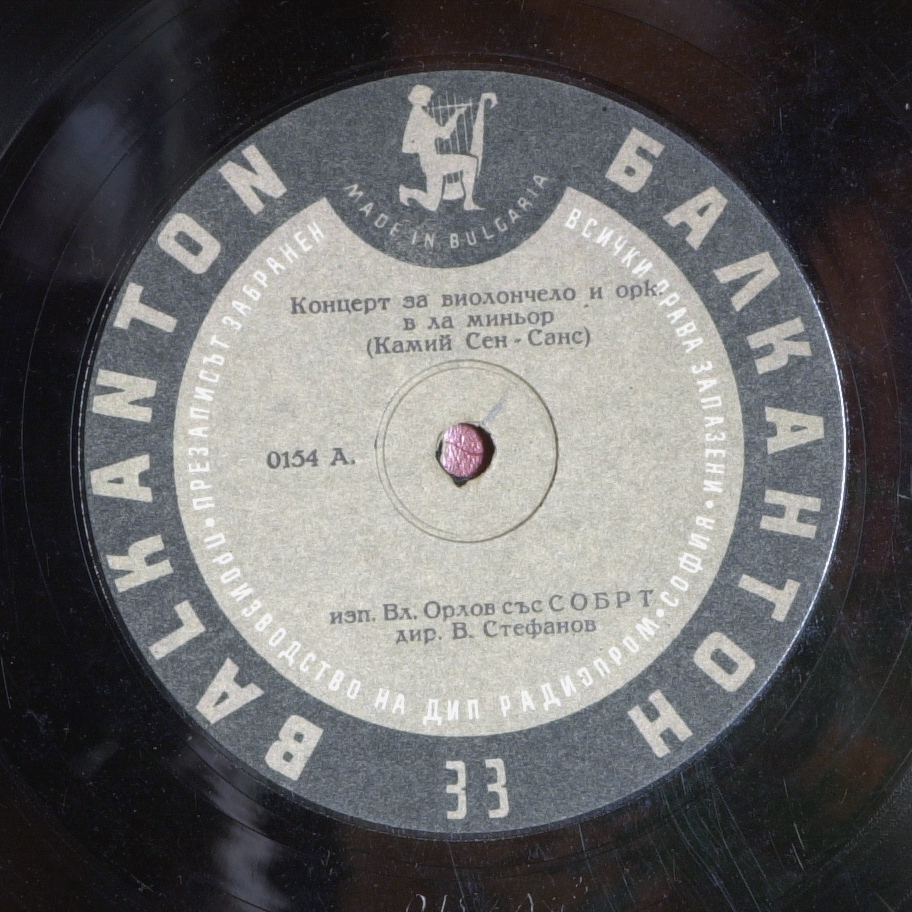 BALKANTON
БАЛКАНТОН
MADE IN BULGARIA
ПРЕЗАПИСЪТ ЗАБРАНЕН
ВСИЧКИ ПРАВА ЗАПАЗЕНИ
Концерт за виолончело и орк.
в ла миньор
(Камий Сен-Санс)
0154 А.
изп. Вл. Орлов със СОБРТ
дир. В. Стефанов
• ПРОИЗВОДСТВО НА ДИП РАДИОПРОМ • СОФИЯ •
33